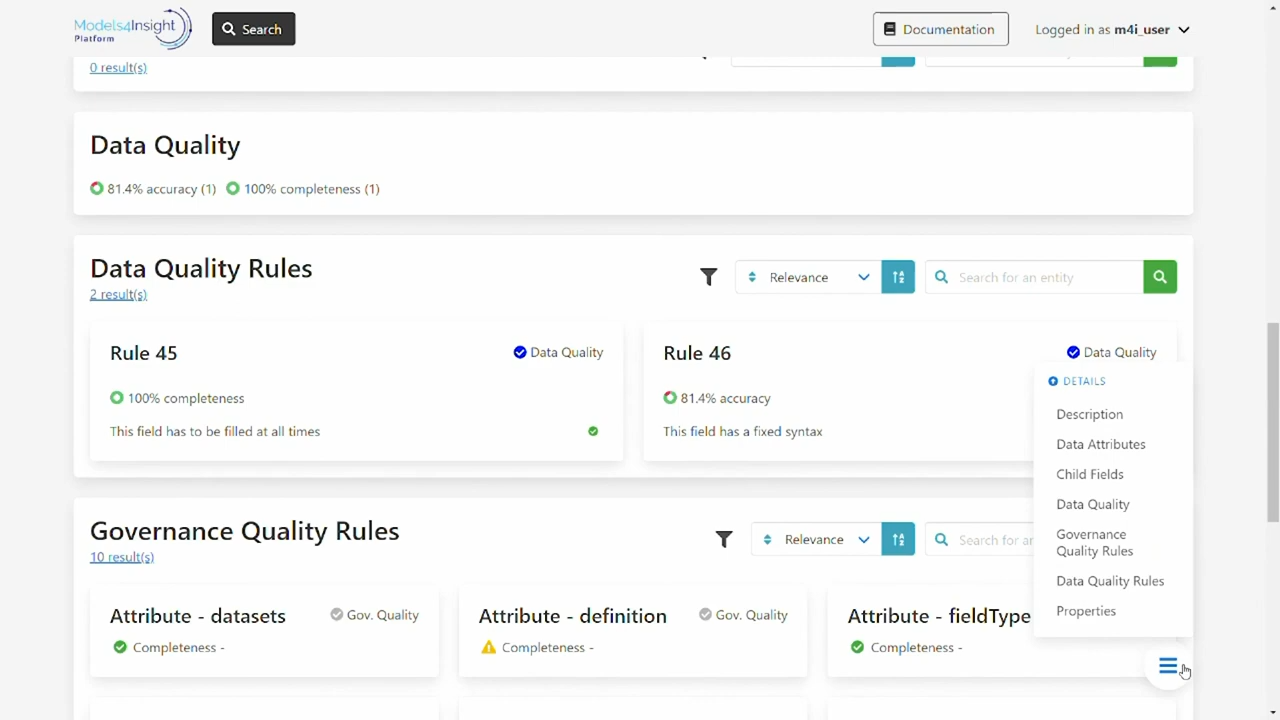 Models4Insight
Platform
Search
Documentation
Logged in as m4i_user
0 result(s)
Data Quality
81.4% accuracy (1)
100% completeness (1)
Data Quality Rules
2 result(s)
Relevance
Search for an entity
Rule 45
Data Quality
100% completeness
This field has to be filled at all times
Rule 46
Data Quality
81.4% accuracy
This field has a fixed syntax
DETAILS
Description
Data Attributes
Child Fields
Data Quality
Governance
Quality Rules
Data Quality Rules
Properties
Governance Quality Rules
10 result(s)
Relevance
Search for an
Attribute - datasets
Gov. Quality
Completeness -
Attribute - definition
Gov. Quality
Completeness -
Attribute - fieldType
Completeness -